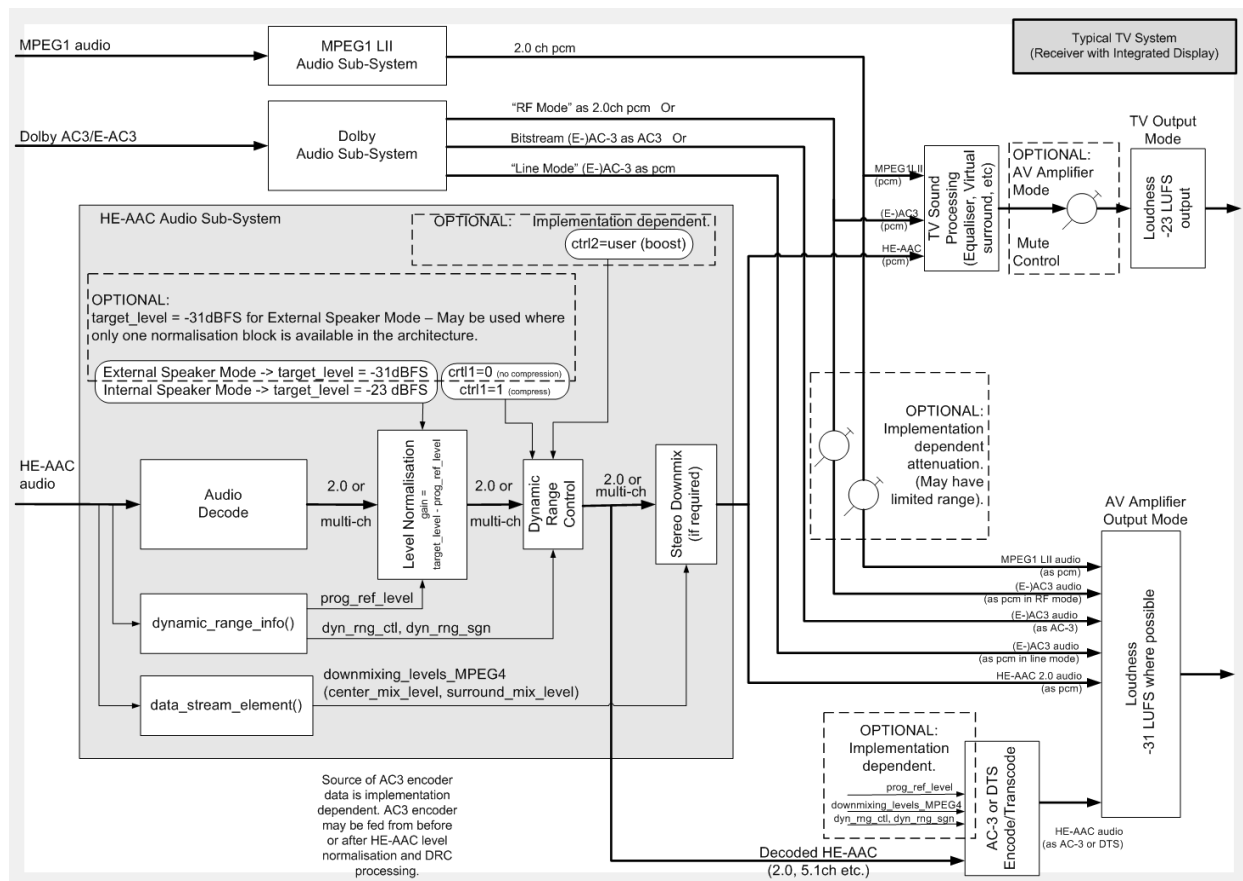 MPEG1 audio
MPEG1 LII
Audio Sub-System
2.0 ch pcm
Typical TV System
(Receiver with Integrated Display)
Dolby AC3/E-AC3
Dolby
Audio Sub-System
“RF Mode” as 2.0ch pcm   Or
Bitstream (E-)AC-3 as AC3   Or
“Line Mode” (E-)AC-3 as pcm
MPEG1LII
(pcm)
(E-)AC3
(pcm)
HE-AAC
(pcm)
TV Sound
Processing
(Equaliser, Virtual
surround, etc)
OPTIONAL:
AV Amplifier
Mode
Mute
Control
TV Output
Mode
Loudness
-23 LUFS
output
HE-AAC Audio Sub-System
OPTIONAL:    Implementation dependent.
ctrl2=user (boost)
OPTIONAL:
target_level = -31dBFS for External Speaker Mode – May be used where
only one normalisation block is available in the architecture.
External Speaker Mode -> target_level = -31dBFS
Internal Speaker Mode -> target_level = -23 dBFS
crtl1=0 (no compression)
ctrl1=1 (compress)
HE-AAC
audio
Audio
Decode
2.0 or
multi-ch
Level Normalisation
gain =
target_level - prog_ref_level
2.0 or
multi-ch
Dynamic
Range
Control
2.0 or
multi-ch
Stereo Downmix
(if required)
dynamic_range_info()
prog_ref_level
dyn_rng_ctl, dyn_rng_sgn
data_stream_element()
downmixing_levels_MPEG4
(center_mix_level, surround_mix_level)
OPTIONAL:
Implementation
dependent
attenuation.
(May have
limited range).
AV Amplifier
Output Mode
MPEG1 LII audio
(as pcm)
(E-)AC3 audio
(as pcm in RF mode)
(E-)AC3 audio
(as AC-3)
(E-)AC3 audio
(as pcm in line mode)
HE-AAC 2.0 audio
(as pcm)
Loudness
-31 LUFS where possible
OPTIONAL:
Implementation
dependent.
prog_ref_level
downmixing_levels_MPEG4
dyn_rng_ctl, dyn_rng_sgn
AC-3 or DTS
Encode/Transcode
HE-AAC audio
(as AC-3 or DTS)
Source of AC3 encoder
data is implementation
dependent. AC3 encoder
may be fed from before
or after HE-AAC level
normalisation and DRC
processing.
Decoded HE-AAC
(2.0, 5.1ch etc.)